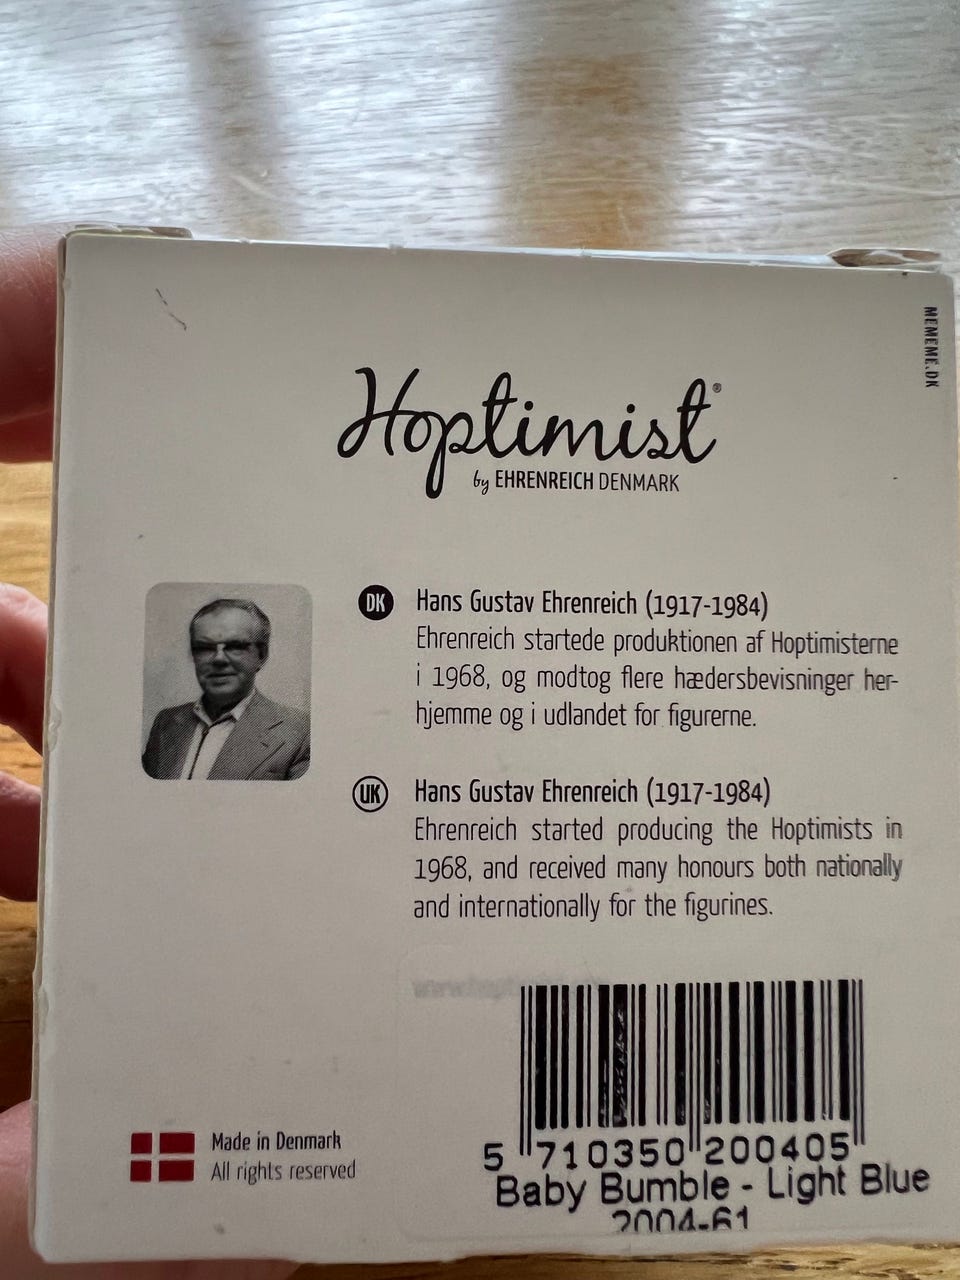 MEMEME.DK
Hoptimist®
by EHRENREICH DENMARK
DK
Hans Gustav Ehrenreich (1917-1984)
Ehrenreich startede produktionen af Hoptimisterne
i 1968, og modtog flere hædersbevisninger her-
hjemme og i udlandet for figurerne.
UK
Hans Gustav Ehrenreich (1917-1984)
Ehrenreich started producing the Hoptimists in
1968, and received many honours both nationally
and internationally for the figurines.
5 710350 200405
Baby Bumble - Light Blue
2004-61
Made in Denmark
All rights reserved